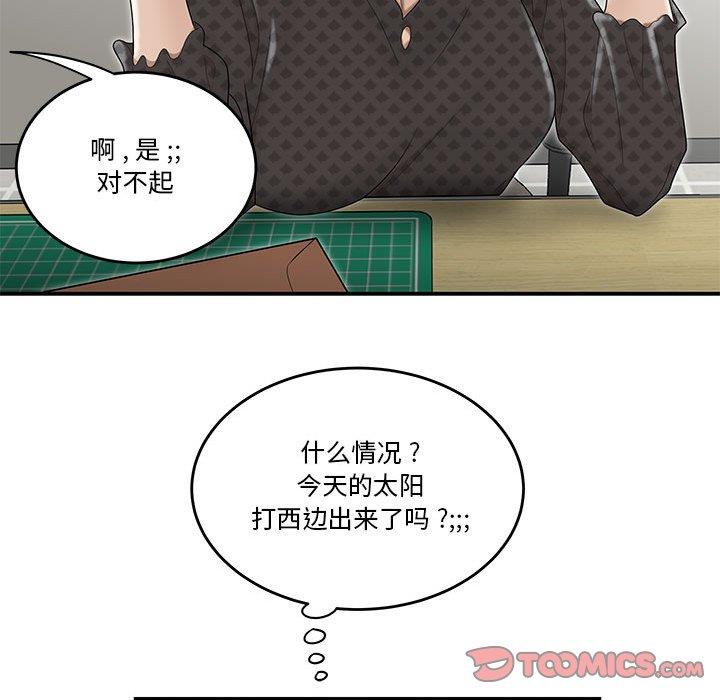 啊 , 是 ;;
对不起
什么情况 ?
今天的太阳
打西边出来了吗 ?;;;
TOOMICS.COM